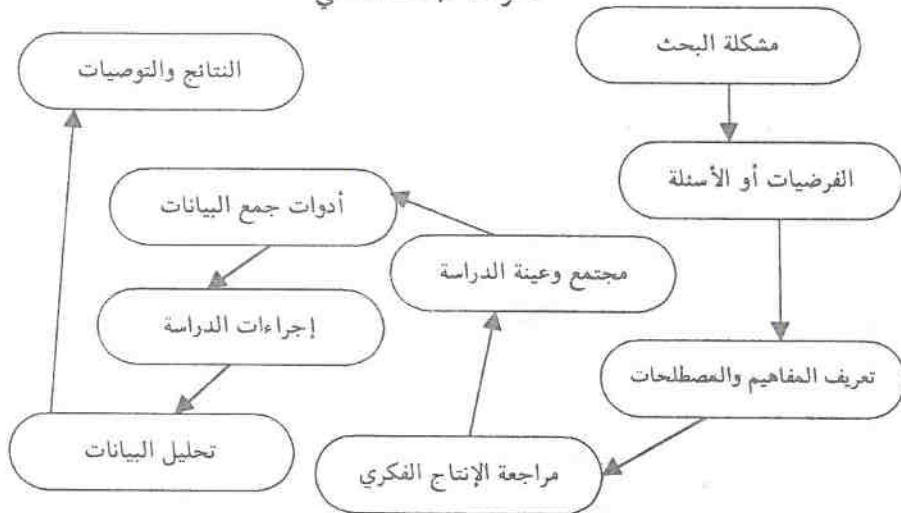 مشكلة البحث
الفرضيات أو الأسئلة
تعريف المفاهيم والمصطلحات
مراجعة الإنتاج الفكري
مجتمع وعينة الدراسة
أدوات جمع البيانات
إجراءات الدراسة
تحليل البيانات
النتائج والتوصيات